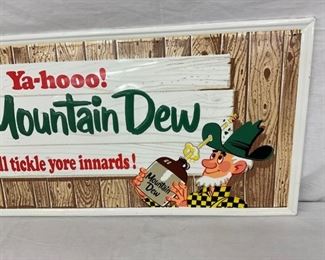 Ya-hooo!
Mountain Dew
ll tickle yore innards!
Mountain
Dew